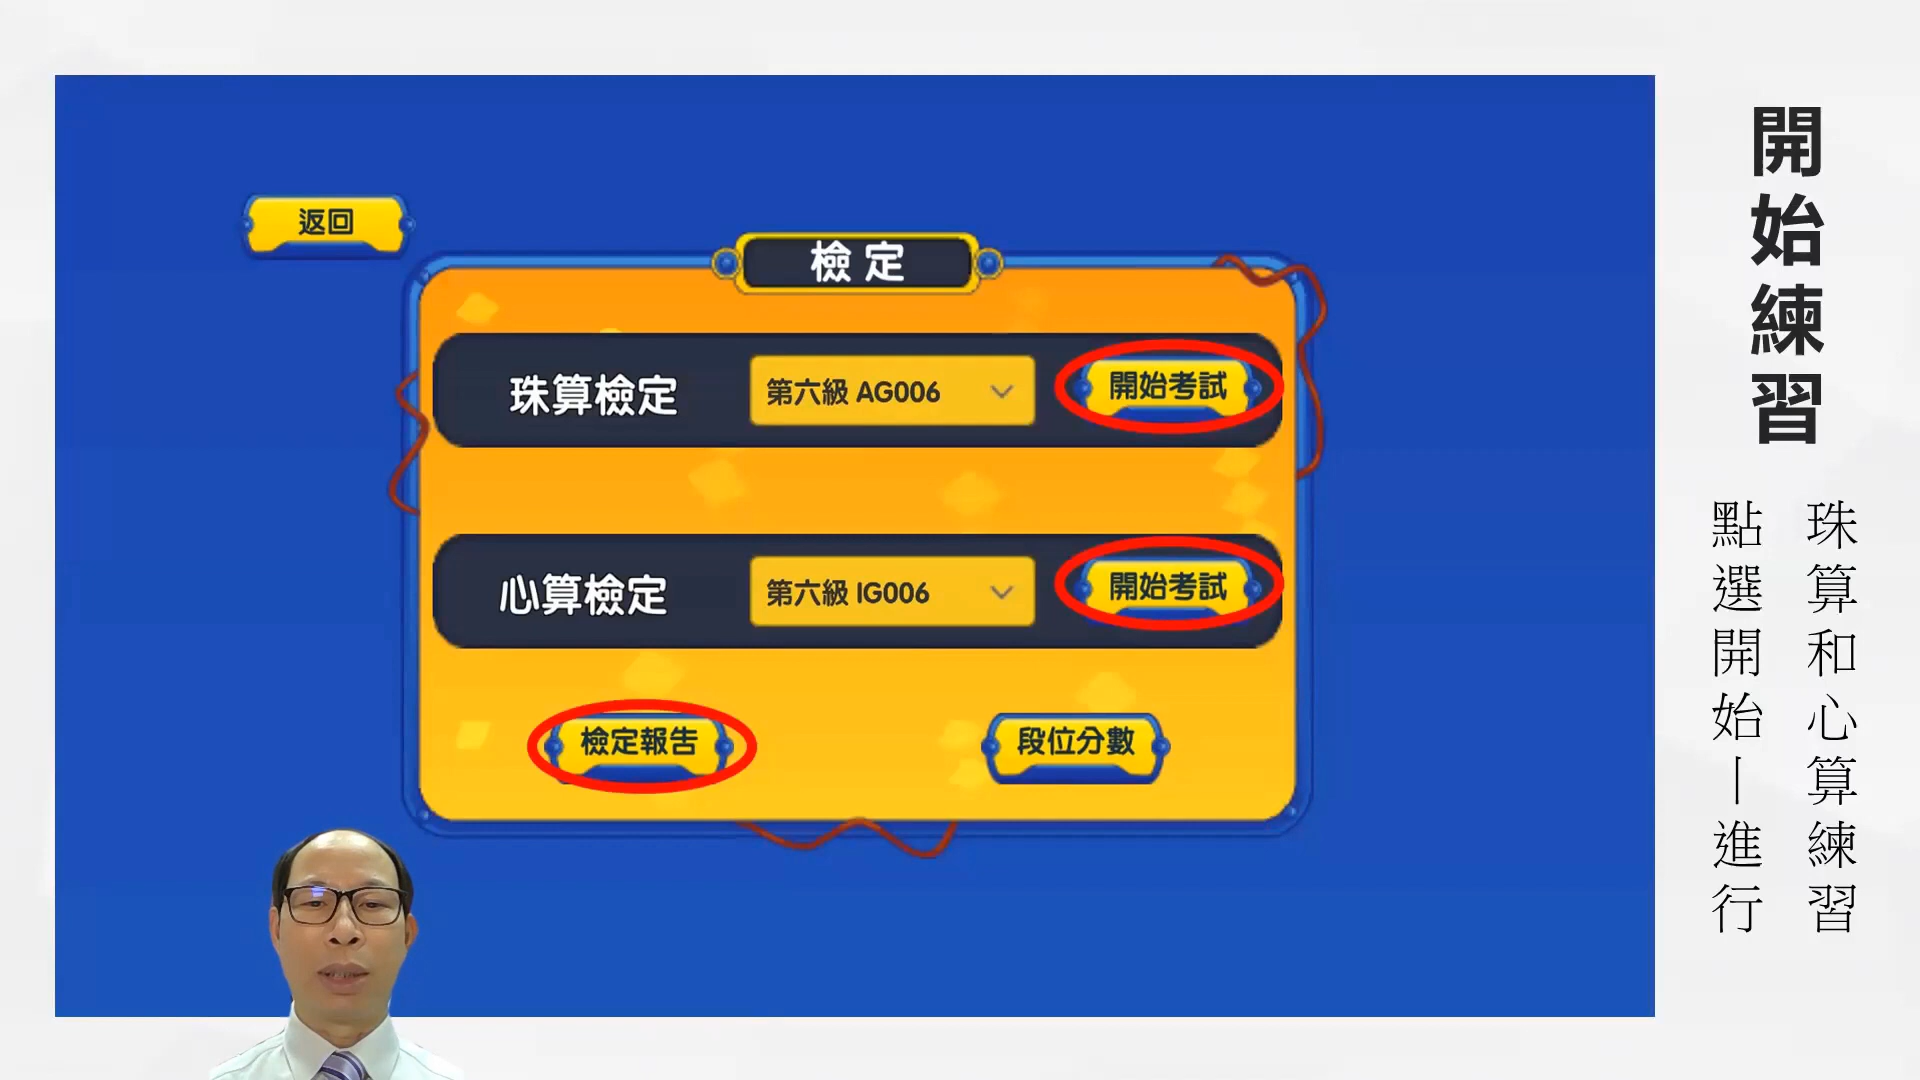 返回
檢定
珠算檢定
第六級 AG006
開始考試
心算檢定
第六級 IG006
開始考試
檢定報告
段位分數
開始練習
珠算和心算練習
點選開始—進行